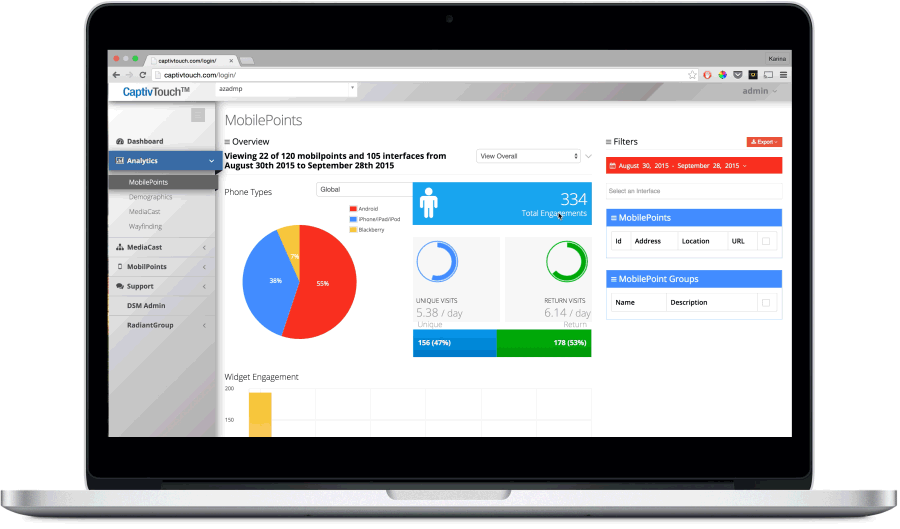 captivtouch.com/login/
Karina
captivtouch.com/login/
CaptivTouch™
azadmp
admin
Dashboard
Analytics
MobilePoints
Demographics
MediaCast
Wayfinding
MediaCast
MobilPoints
Support
DSM Admin
RadiantGroup
MobilePoints
Overview
Viewing 22 of 120 mobilpoints and 105 interfaces from
August 30th 2015 to September 28th 2015
View Overall
Phone Types
Global
Android
iPhone/iPad/iPod
Blackberry
7%
38%
55%
334
Total Engagements
UNIQUE VISITS
5.38 / day
Unique
RETURN VISITS
6.14 / day
Return
156 (47%)
178 (53%)
Widget Engagement
200
150
Filters
Export
August 30, 2015 - September 28, 2015
Select an Interface
MobilePoints
Id Address Location URL
MobilePoint Groups
Name Description